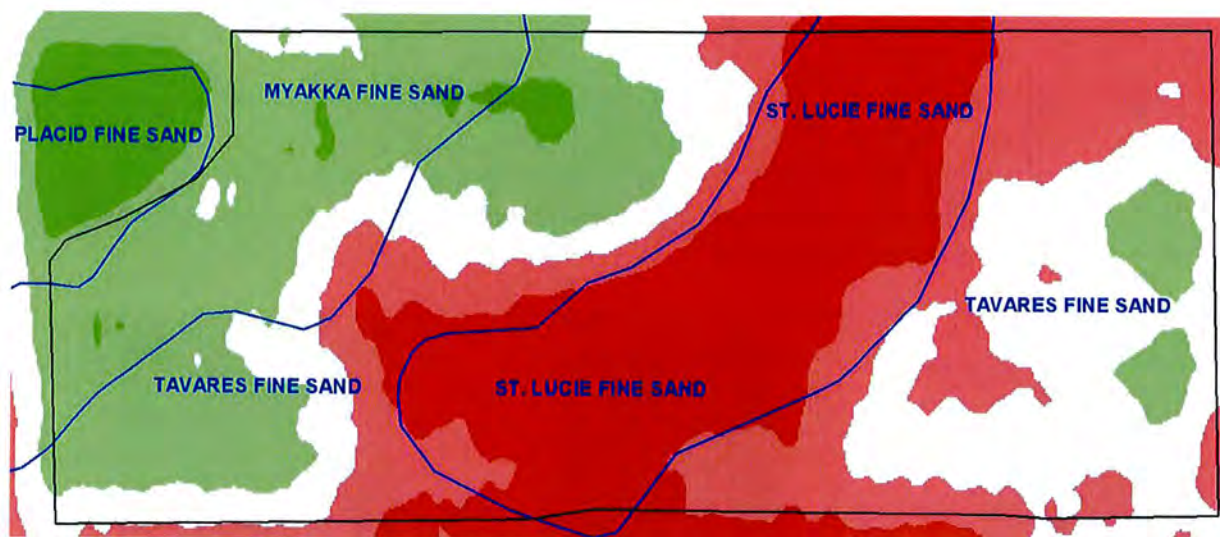 MYAKKA FINE SAND
ST. LUCIE FINE SAND
PLACID FINE SAND
TAVARES FINE SAND
TAVARES FINE SAND
ST. LUCIE FINE SAND